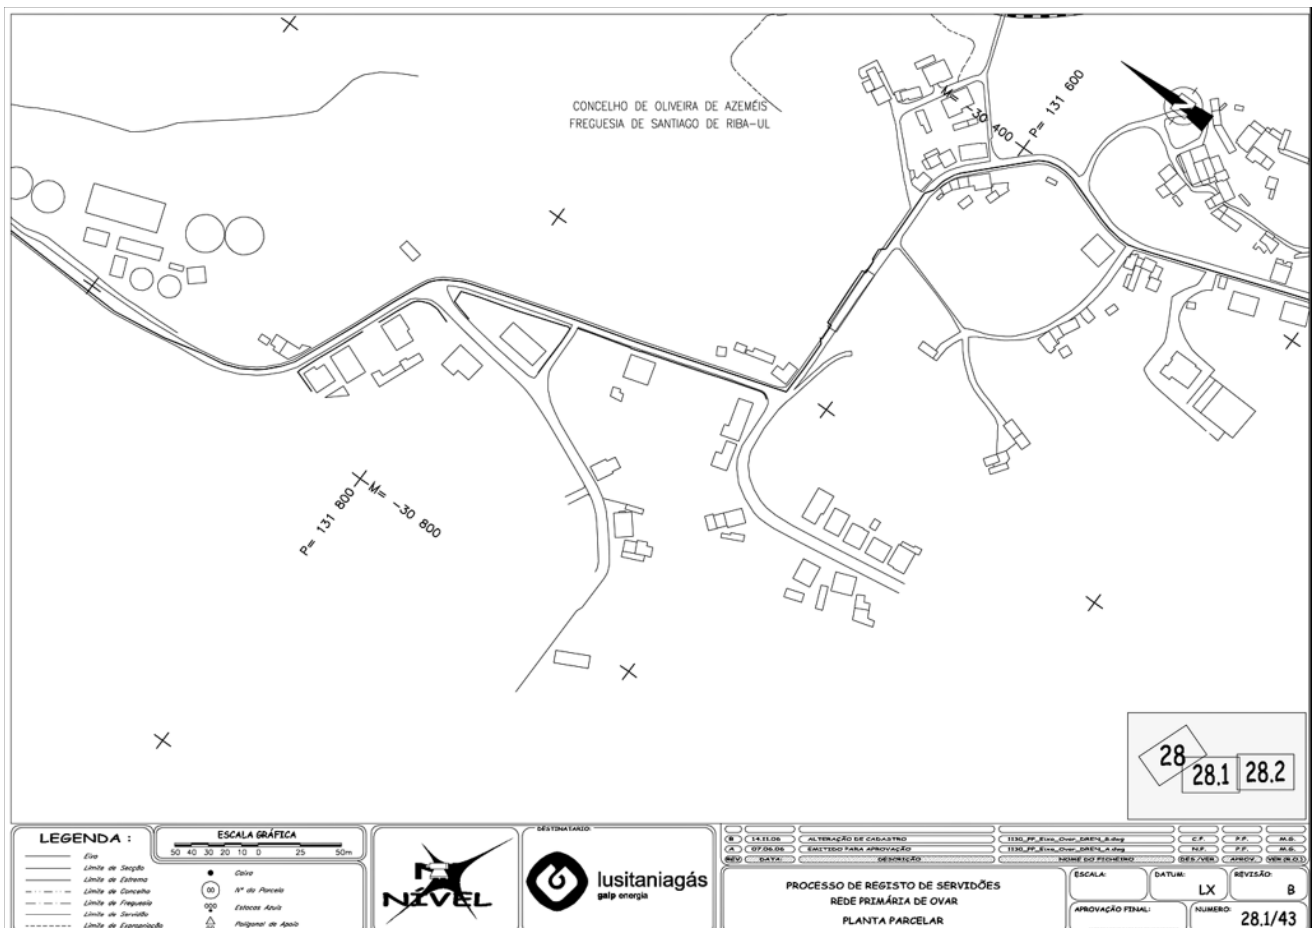 CONCELHO DE OLIVEIRA DE AZEMÉIS
FREGUESIA DE SANTIAGO DE RIBA-UL
M= -30 400
P= 131 600
N
P= 131 800
M= -30 800
28
28.1
28.2
LEGENDA :
Eixo
Limite de Secção
Limite de Estrema
Limite de Concelho
Limite de Freguesia
Limite de Servidão
Limite de Expropriação
ESCALA GRÁFICA
50 40 30 20 10 0 25 50m
Caixa
00 Nº da Parcela
000 Estacas Azuis
Poligonal de Apoio
NÍVEL
DESTINATÁRIO:
lusitaniagás
galp energia
B 14.11.06 ALTERAÇÃO DE CADASTRO C.F. P.P. M.G.
A 07.06.06 EMITIDO PARA APROVAÇÃO N.F. P.P. M.G.
REV DATA: DESCRIÇÃO NOME DO FICHEIRO DES./VER. APROV.
PROCESSO DE REGISTO DE SERVIDÕES
REDE PRIMÁRIA DE OVAR
PLANTA PARCELAR
ESCALA:
DATUM:
LX
REVISÃO:
B
APROVAÇÃO FINAL:
NUMERO:
28.1/43